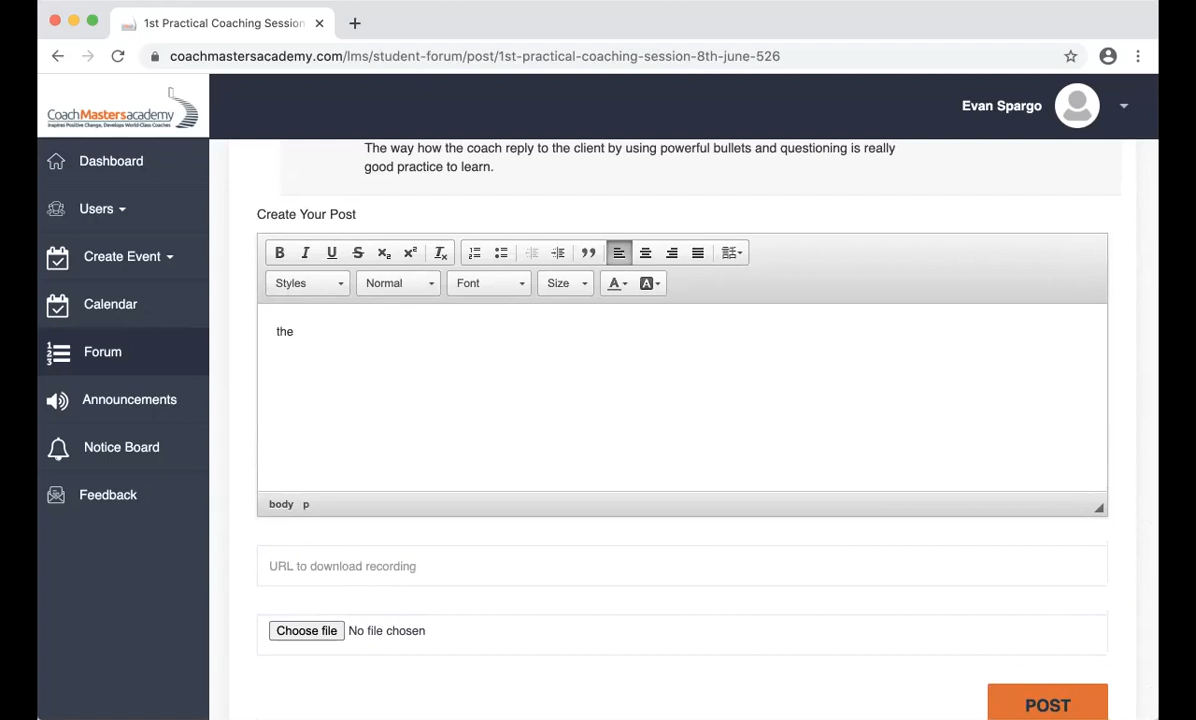 1st Practical Coaching Session
coachmastersacademy.com/lms/student-forum/post/1st-practical-coaching-session-8th-june-526
CoachMastersacademy
Inspires Positive Change, Develops World-Class Coaches
Evan Spargo
Dashboard
Users
Create Event
Calendar
Forum
Announcements
Notice Board
Feedback
The way how the coach reply to the client by using powerful bullets and questioning is really
good practice to learn.
Create Your Post
B I U S x₂ x² Tx
Styles Normal Font Size A A
the
body p
URL to download recording
Choose file No file chosen
POST